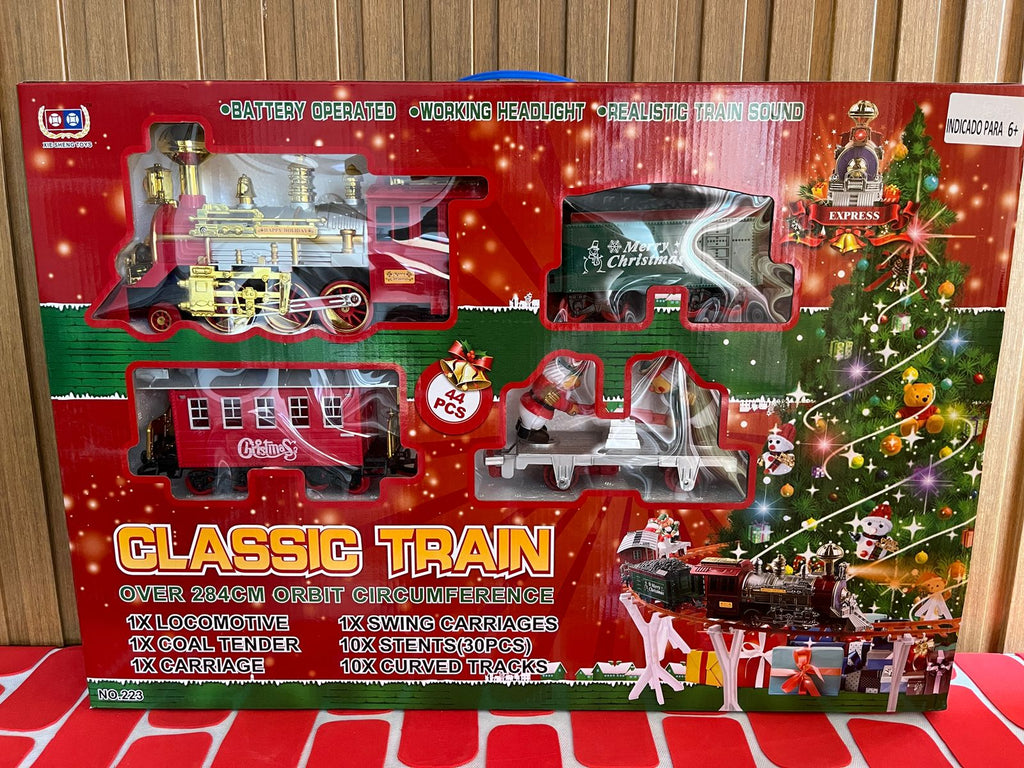 •BATTERY OPERATED •WORKING HEADLIGHT •REALISTIC TRAIN SOUND
XIE SHENG TOYS
INDICADO PARA 6+
EXPRESS
HAPPY HOLIDAYS
Merry
Christmas
44
PCS
Christmas
CLASSIC TRAIN
OVER 284CM ORBIT CIRCUMFERENCE
1X LOCOMOTIVE
1X COAL TENDER
1X CARRIAGE
1X SWING CARRIAGES
10X STENTS(30PCS)
10X CURVED TRACKS
NO.223